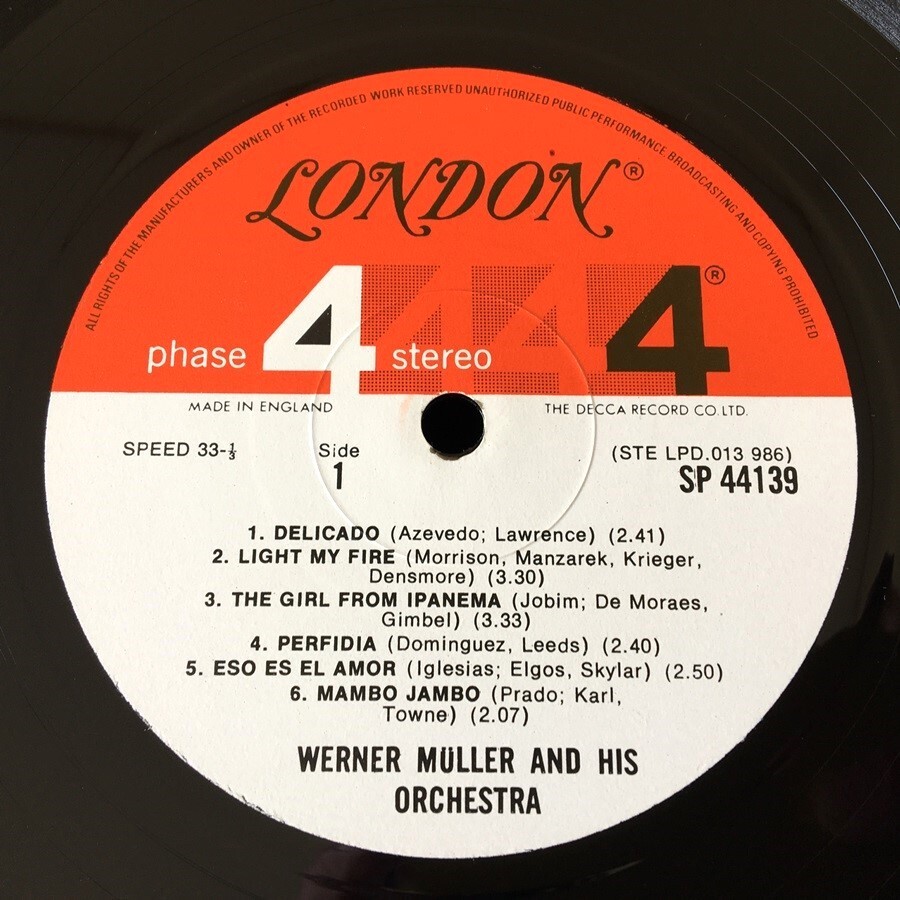 ALL RIGHTS OF THE MANUFACTURERS AND OWNER OF THE RECORDED WORK RESERVED UNAUTHORIZED PUBLIC PERFORMANCE BROADCASTING AND COPYING PROHIBITED
LONDON®
phase 4 stereo 4 4 4®
MADE IN ENGLAND THE DECCA RECORD CO. LTD.
SPEED 33-⅓ Side (STE LPD.013 986)
1 SP 44139
1. DELICADO (Azevedo; Lawrence) (2.41)
2. LIGHT MY FIRE (Morrison, Manzarek, Krieger,
Densmore) (3.30)
3. THE GIRL FROM IPANEMA (Jobim; De Moraes,
Gimbel) (3.33)
4. PERFIDIA (Dominguez, Leeds) (2.40)
5. ESO ES EL AMOR (Iglesias; Elgos, Skylar) (2.50)
6. MAMBO JAMBO (Prado; Karl,
Towne) (2.07)
WERNER MÜLLER AND HIS
ORCHESTRA